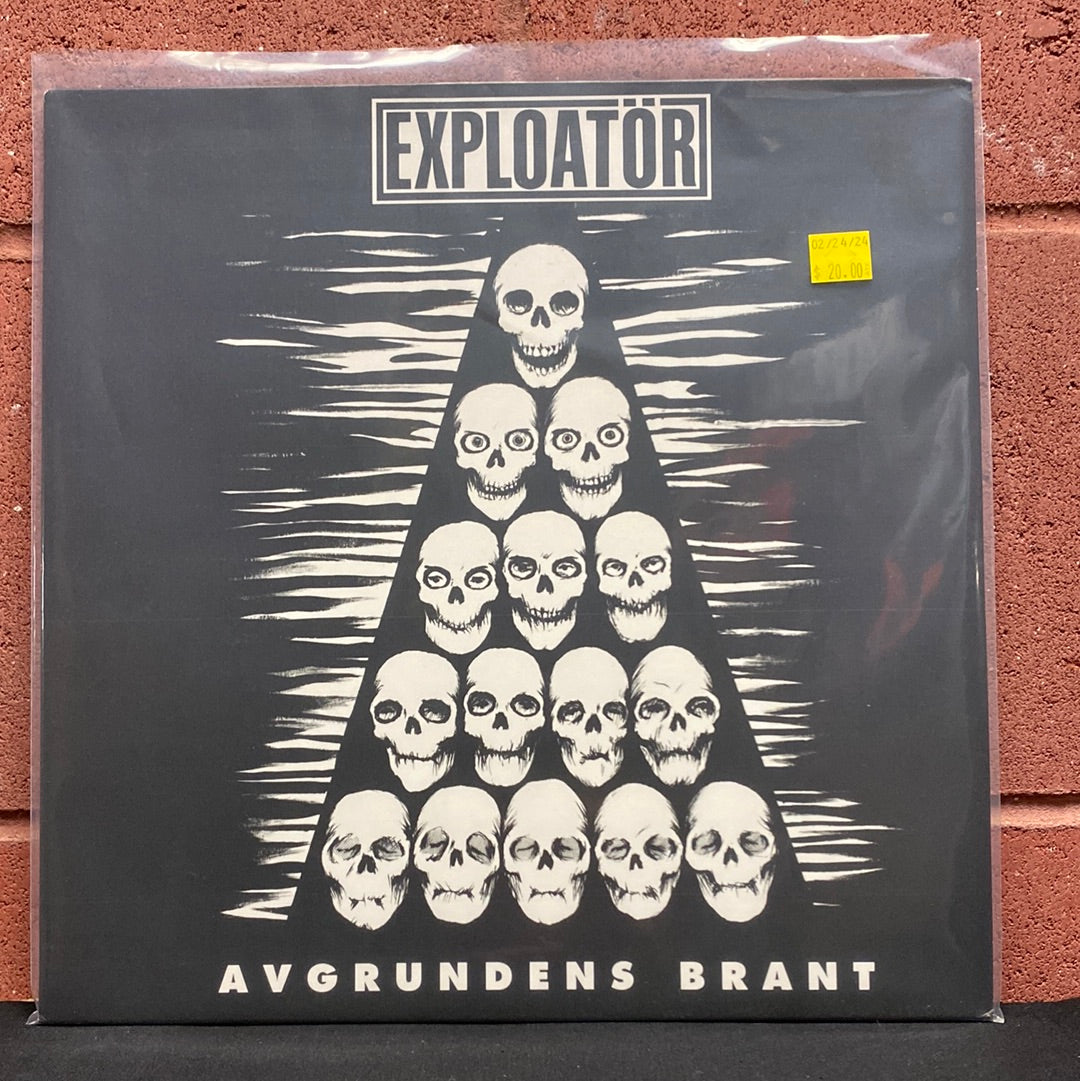 EXPLOATÖR
02/24/24
$ 20.00
AVGRUNDENS BRANT